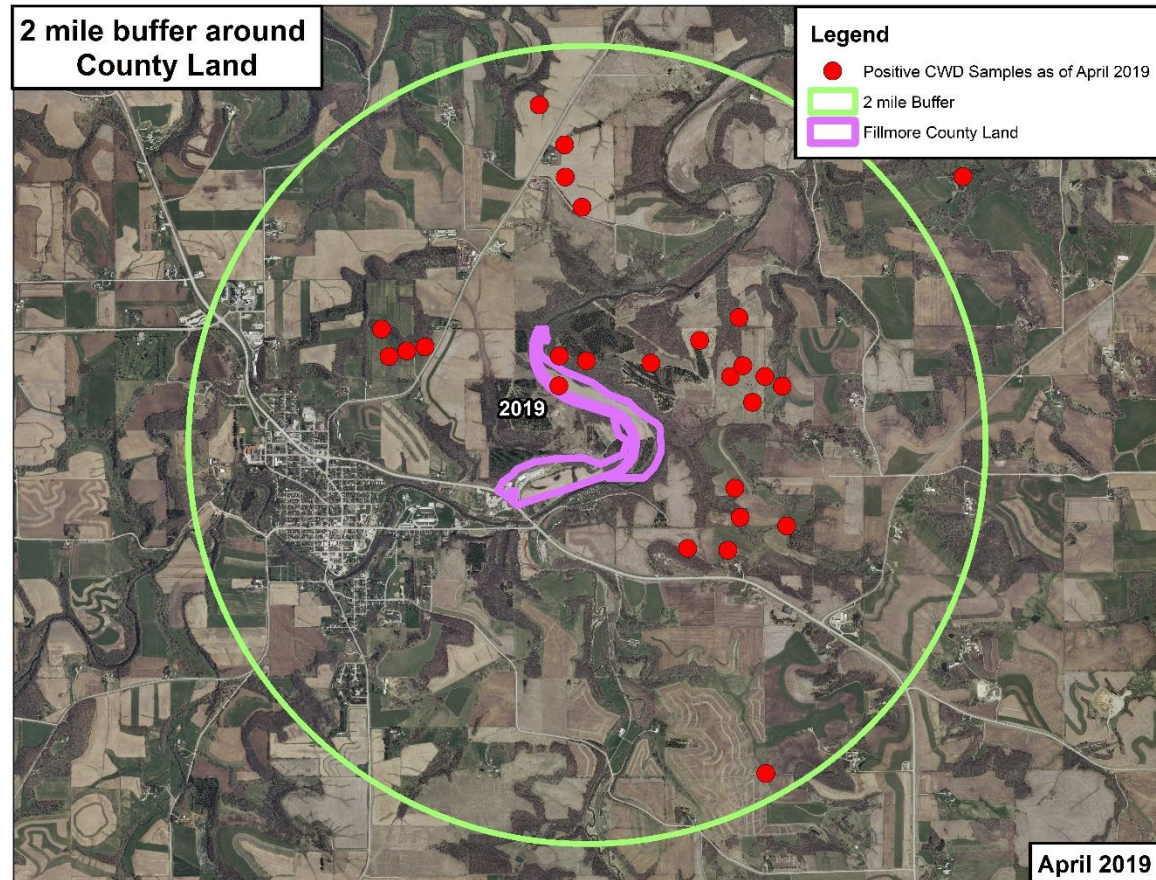 2 mile buffer around
County Land
Legend
Positive CWD Samples as of April 2019
2 mile Buffer
Fillmore County Land
2019
April 2019